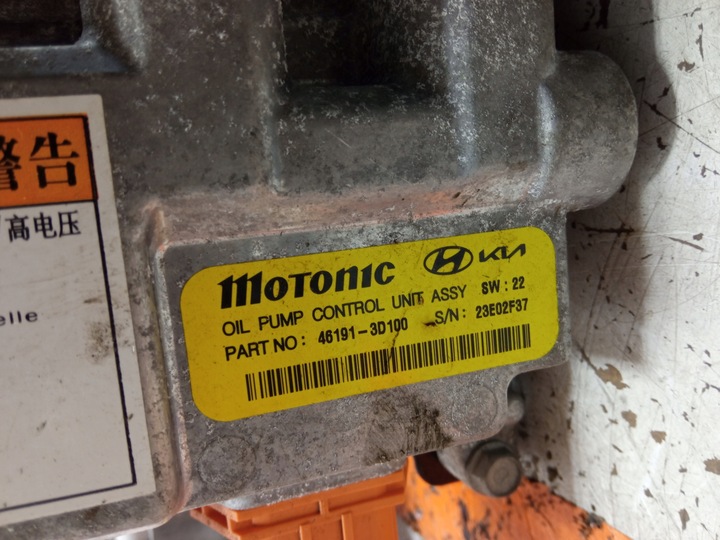 警告
高电压
elle
MOTONIC KIA
OIL PUMP CONTROL UNIT ASSY SW : 22
PART NO : 46191-3D100 S/N : 23E02F37